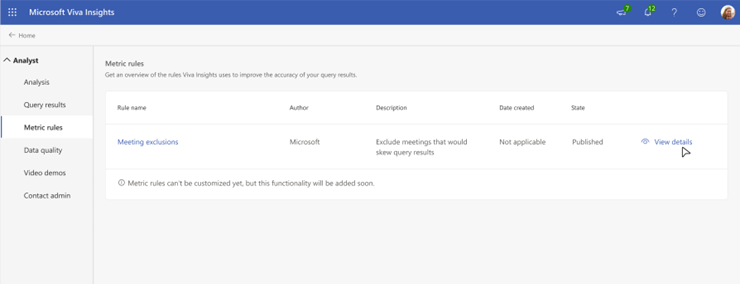 Microsoft Viva Insights
7
12
?
Home
Analyst
Analysis
Query results
Metric rules
Data quality
Video demos
Contact admin
Metric rules
Get an overview of the rules Viva Insights uses to improve the accuracy of your query results.
Rule name Author Description Date created State
Meeting exclusions Microsoft Exclude meetings that would Not applicable Published View details
skew query results
Metric rules can't be customized yet, but this functionality will be added soon.